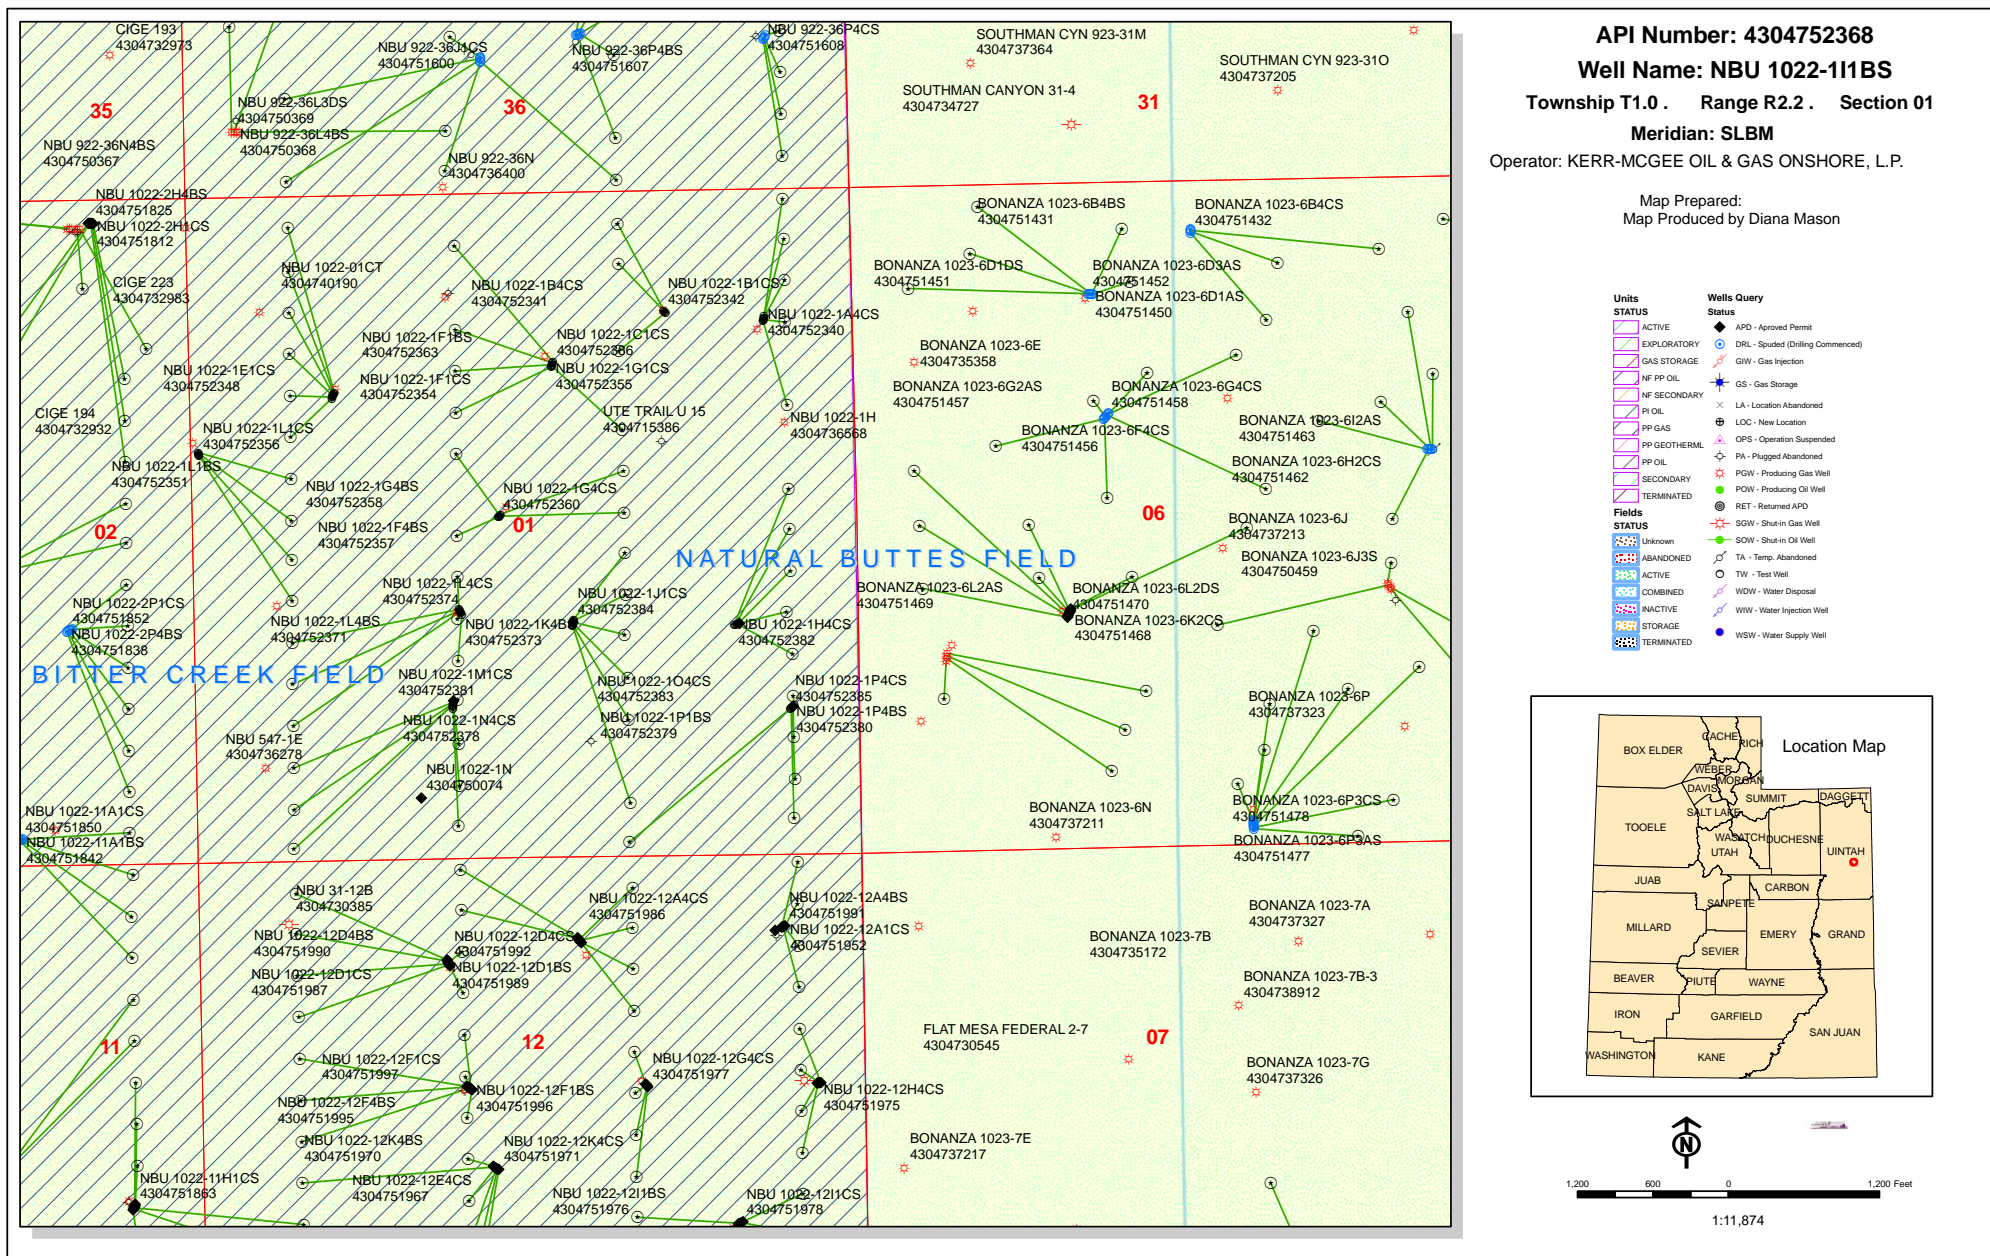 API Number: 4304752368
Well Name: NBU 1022-1I1BS
Township T1.0 . Range R2.2 . Section 01
Meridian: SLBM
Operator: KERR-MCGEE OIL & GAS ONSHORE, L.P.
Map Prepared:
Map Produced by Diana Mason
Units
STATUS
ACTIVE
EXPLORATORY
GAS STORAGE
NF PP OIL
NF SECONDARY
PI OIL
PP GAS
PP GEOTHERML
PP OIL
SECONDARY
TERMINATED
Fields
STATUS
Unknown
ABANDONED
ACTIVE
COMBINED
INACTIVE
STORAGE
TERMINATED
Wells Query
Status
APD - Aproved Permit
DRL - Spuded (Drilling Commenced)
GIW - Gas Injection
GS - Gas Storage
LA - Location Abandoned
LOC - New Location
OPS - Operation Suspended
PA - Plugged Abandoned
PGW - Producing Gas Well
POW - Producing Oil Well
RET - Returned APD
SGW - Shut-in Gas Well
SOW - Shut-in Oil Well
TA - Temp. Abandoned
TW - Test Well
WDW - Water Disposal
WIW - Water Injection Well
WSW - Water Supply Well
Location Map
BOX ELDER
CACHE
RICH
WEBER
MORGAN
DAVIS
SUMMIT
DAGGETT
SALT LAKE
TOOELE
WASATCH
DUCHESNE
UTAH
UINTAH
JUAB
CARBON
SANPETE
MILLARD
EMERY
GRAND
SEVIER
BEAVER
PIUTE
WAYNE
IRON
GARFIELD
SAN JUAN
WASHINGTON
KANE
N
1,200 600 0 1,200 Feet
1:11,874
CIGE 193
4304732973
NBU 922-36J1CS
4304751600
NBU 922-36P4BS
4304751607
NBU 922-36P4CS
4304751608
SOUTHMAN CYN 923-31M
4304737364
SOUTHMAN CYN 923-31O
4304737205
SOUTHMAN CANYON 31-4
4304734727
35
36
31
NBU 922-36L3DS
4304750369
NBU 922-36L4BS
4304750368
NBU 922-36N4BS
4304750367
NBU 922-36N
4304736400
NBU 1022-2H4BS
4304751825
NBU 1022-2H1CS
4304751812
BONANZA 1023-6B4BS
4304751431
BONANZA 1023-6B4CS
4304751432
CIGE 223
4304732983
NBU 1022-01CT
4304740190
NBU 1022-1B4CS
4304752341
NBU 1022-1B1CS
4304752342
NBU 1022-1A4CS
4304752340
BONANZA 1023-6D1DS
4304751451
BONANZA 1023-6D3AS
4304751452
BONANZA 1023-6D1AS
4304751450
NBU 1022-1F1BS
4304752363
NBU 1022-1C1CS
4304752366
NBU 1022-1G1CS
4304752355
BONANZA 1023-6E
4304735358
NBU 1022-1E1CS
4304752348
NBU 1022-1F1CS
4304752354
BONANZA 1023-6G2AS
4304751457
BONANZA 1023-6G4CS
4304751458
CIGE 194
4304732932
NBU 1022-1L1CS
4304752356
UTE TRAIL U 15
4304715386
NBU 1022-1H
4304736568
BONANZA 1023-6F4CS
4304751456
BONANZA 1023-6I2AS
4304751463
NBU 1022-1L1BS
4304752351
BONANZA 1023-6H2CS
4304751462
NBU 1022-1G4BS
4304752358
NBU 1022-1G4CS
4304752360
02
01
06
NBU 1022-1F4BS
4304752357
BONANZA 1023-6J
4304737213
NATURAL BUTTES FIELD
BONANZA 1023-6J3S
4304750459
NBU 1022-1L4CS
4304752374
NBU 1022-1J1CS
4304752384
BONANZA 1023-6L2AS
4304751469
BONANZA 1023-6L2DS
4304751470
BONANZA 1023-6K2CS
4304751468
NBU 1022-2P1CS
4304751852
NBU 1022-2P4BS
4304751838
NBU 1022-1L4BS
4304752371
NBU 1022-1K4BS
4304752373
NBU 1022-1H4CS
4304752382
BITTER CREEK FIELD
NBU 1022-1M1CS
4304752381
NBU 1022-1O4CS
4304752383
NBU 1022-1P4CS
4304752385
NBU 1022-1P4BS
4304752380
BONANZA 1023-6P
4304737323
NBU 1022-1N4CS
4304752378
NBU 1022-1P1BS
4304752379
NBU 547-1E
4304736278
NBU 1022-1N
4304750074
NBU 1022-11A1CS
4304751850
NBU 1022-11A1BS
4304751842
BONANZA 1023-6N
4304737211
BONANZA 1023-6P3CS
4304751478
BONANZA 1023-6P3AS
4304751477
NBU 31-12B
4304730385
NBU 1022-12A4CS
4304751986
NBU 1022-12A4BS
4304751991
NBU 1022-12A1CS
4304751952
BONANZA 1023-7A
4304737327
NBU 1022-12D4BS
4304751990
NBU 1022-12D4CS
4304751992
NBU 1022-12D1BS
4304751989
BONANZA 1023-7B
4304735172
NBU 1022-12D1CS
4304751987
BONANZA 1023-7B-3
4304738912
11
12
07
FLAT MESA FEDERAL 2-7
4304730545
NBU 1022-12F1CS
4304751997
NBU 1022-12G4CS
4304751977
BONANZA 1023-7G
4304737326
NBU 1022-12F1BS
4304751996
NBU 1022-12H4CS
4304751975
NBU 1022-12F4BS
4304751995
NBU 1022-12K4BS
4304751970
NBU 1022-12K4CS
4304751971
BONANZA 1023-7E
4304737217
NBU 1022-11H1CS
4304751863
NBU 1022-12E4CS
4304751967
NBU 1022-12I1BS
4304751976
NBU 1022-12I1CS
4304751978